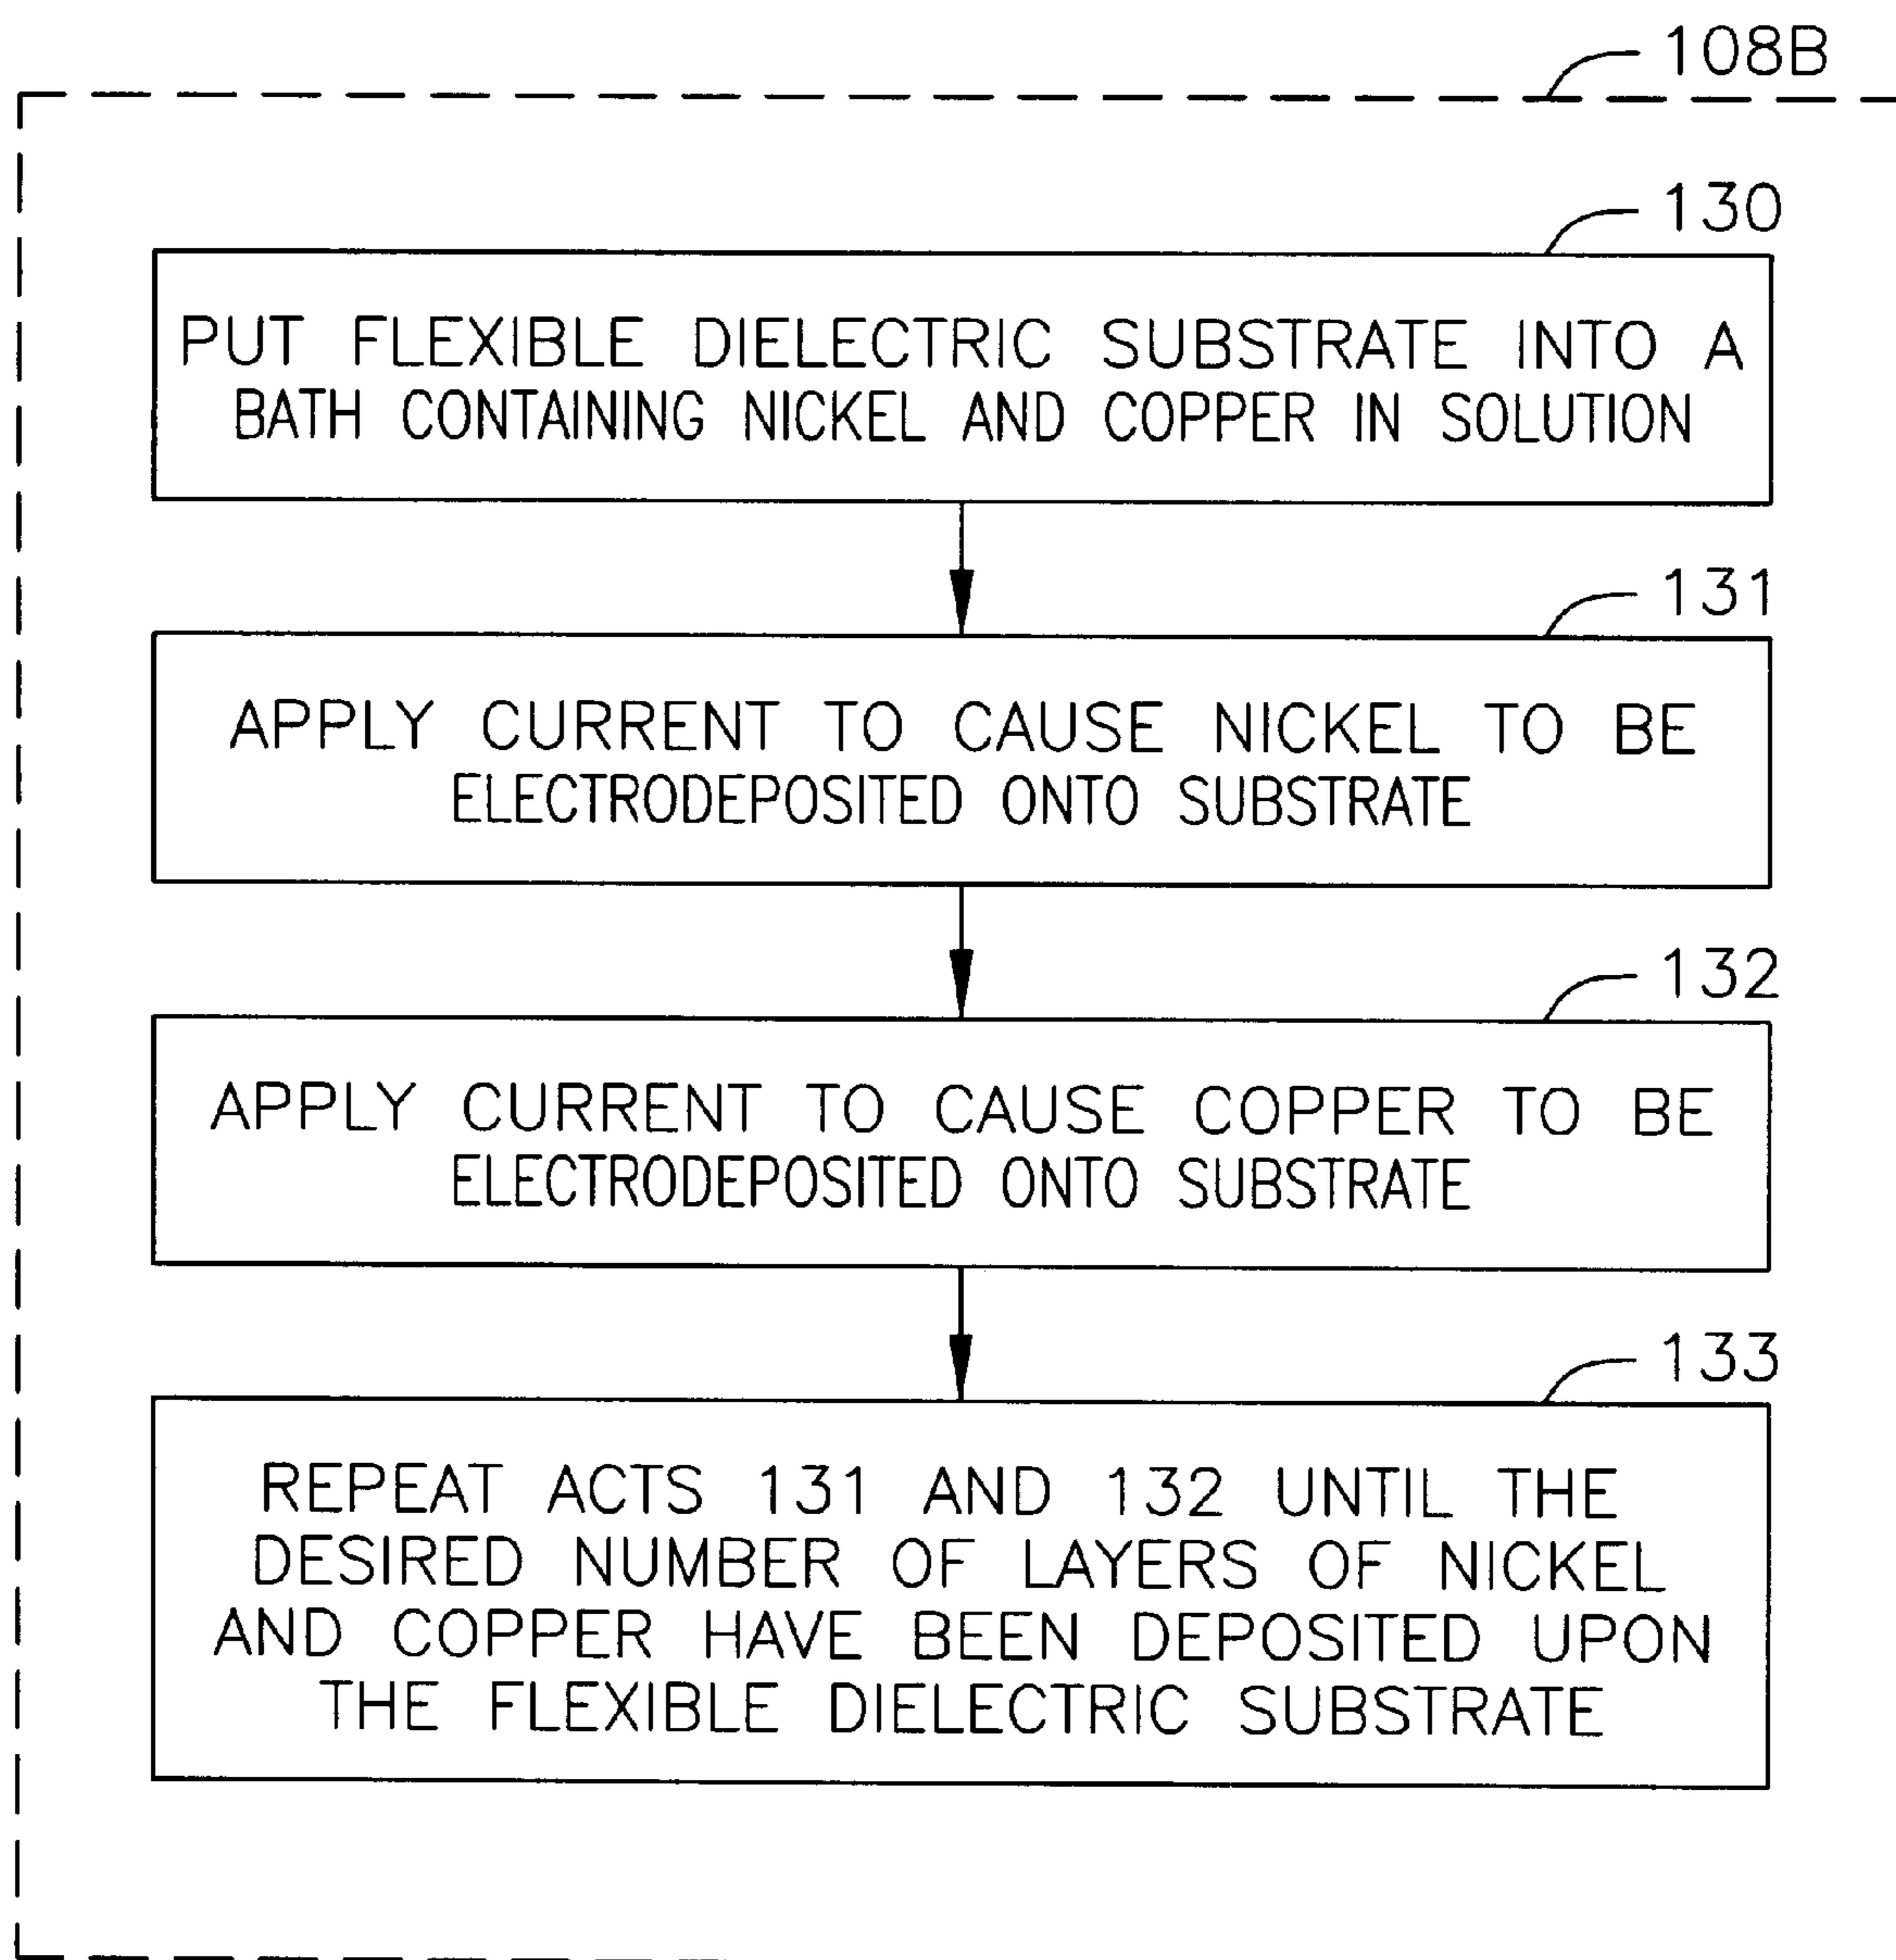 108B
130
PUT FLEXIBLE DIELECTRIC SUBSTRATE INTO A
BATH CONTAINING NICKEL AND COPPER IN SOLUTION
131
APPLY CURRENT TO CAUSE NICKEL TO BE
ELECTRODEPOSITED ONTO SUBSTRATE
132
APPLY CURRENT TO CAUSE COPPER TO BE
ELECTRODEPOSITED ONTO SUBSTRATE
133
REPEAT ACTS 131 AND 132 UNTIL THE
DESIRED NUMBER OF LAYERS OF NICKEL
AND COPPER HAVE BEEN DEPOSITED UPON
THE FLEXIBLE DIELECTRIC SUBSTRATE